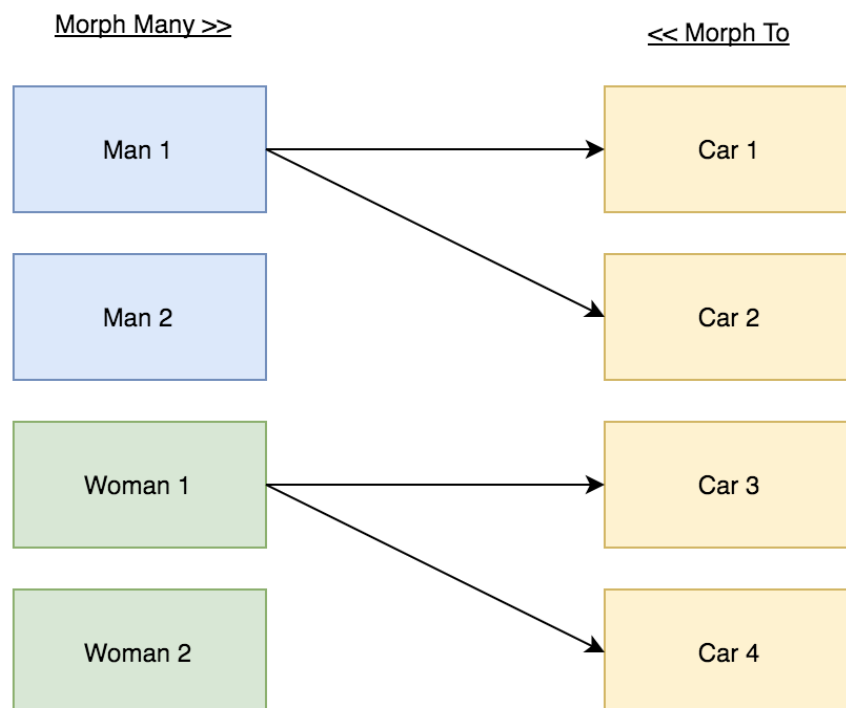 Morph Many >>
<< Morph To
Man 1
Car 1
Man 2
Car 2
Woman 1
Car 3
Woman 2
Car 4